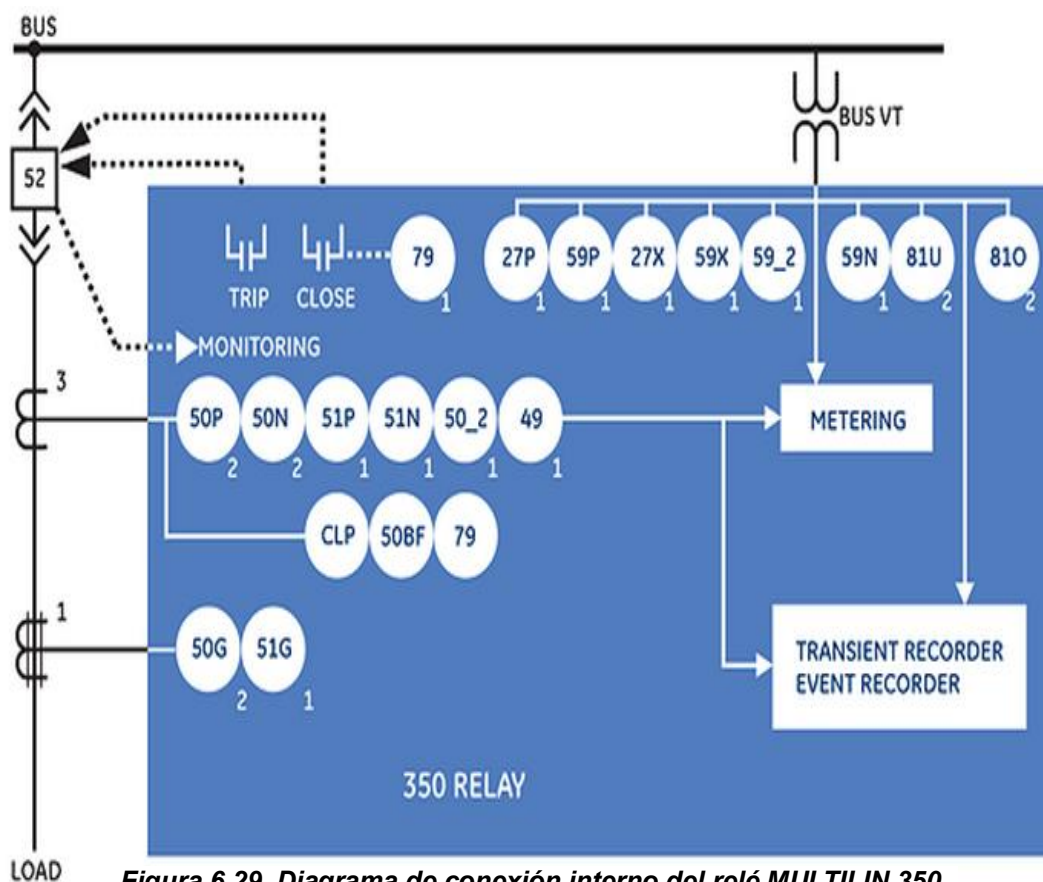 BUS
BUS VT
52
TRIP CLOSE
79
1
27P 59P 27X 59X 59_2 59N 81U 81O
1 1 1 1 1 1 2 2
MONITORING
3
50P 50N 51P 51N 50_2 49
2 2 1 1 1 1
METERING
CLP 50BF 79
1
50G 51G
2 1
TRANSIENT RECORDER
EVENT RECORDER
350 RELAY
LOAD
Figura 6.29. Diagrama de conexión interno del relé MULTILIN 350